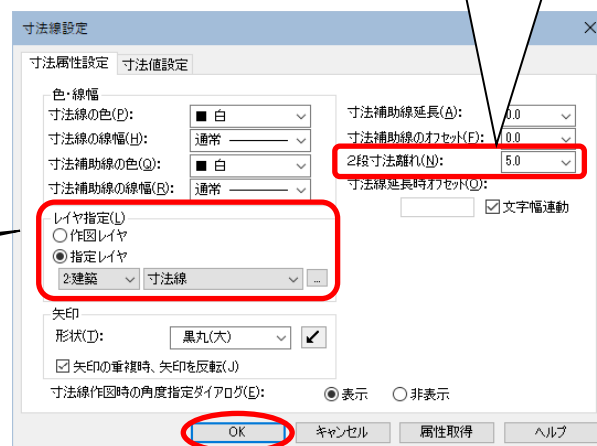 寸法線設定
寸法属性設定 寸法値設定
色・線幅
寸法線の色(P): 白
寸法線の線幅(H): 通常
寸法補助線の色(Q): 白
寸法補助線の線幅(R): 通常
寸法補助線延長(A): 0.0
寸法補助線のオフセット(F): 0.0
2段寸法離れ(N): 5.0
寸法線延長時オフセット(O):
文字幅連動
レイヤ指定(L)
作図レイヤ
指定レイヤ
2:建築 寸法線 ...
矢印
形状(T): 黒丸(大)
矢印の重複時、矢印を反転(J)
寸法線作図時の角度指定ダイアログ(E): 表示 非表示
OK キャンセル 属性取得 ヘルプ